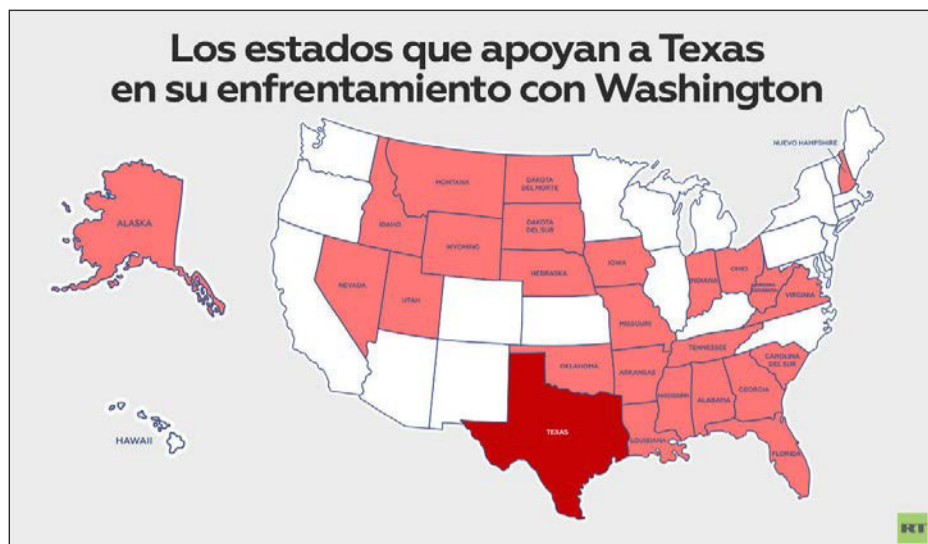 Los estados que apoyan a Texas
en su enfrentamiento con Washington
NUEVO HAMPSHIRE
ALASKA
MONTANA
DAKOTA
DEL NORTE
IDAHO
DAKOTA
DEL SUR
WYOMING
IOWA
NEBRASKA
INDIANA
OHIO
NEVADA
UTAH
VIRGINIA
MISSOURI
TENNESSEE
OKLAHOMA
ARKANSAS
CAROLINA
DEL SUR
MISSISSIPPI
ALABAMA
GEORGIA
TEXAS
LOUISIANA
HAWAII
FLORIDA
RT